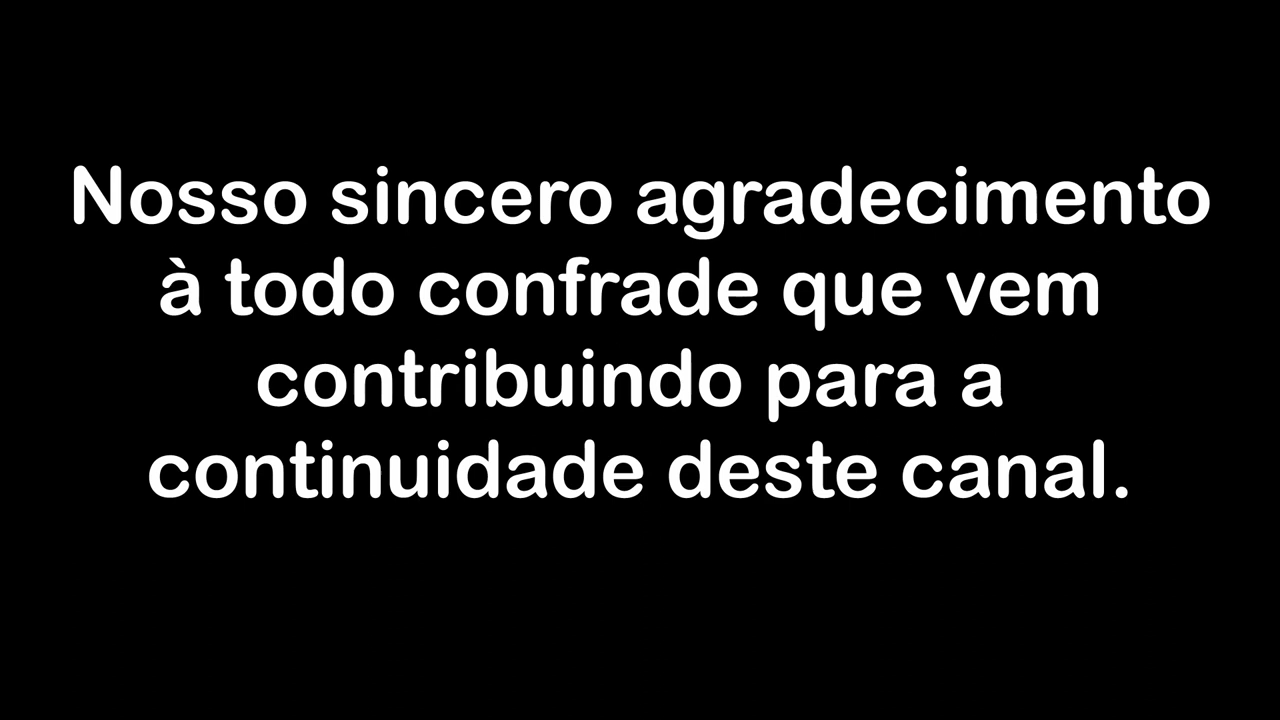 Nosso sincero agradecimento
à todo confrade que vem
contribuindo para a
continuidade deste canal.